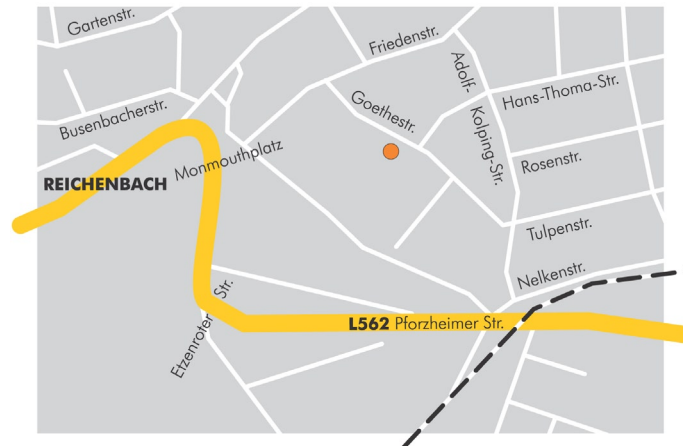 Gartenstr.
Friedenstr.
Adolf-
Kolping-Str.
Hans-Thoma-Str.
Goethestr.
Busenbacherstr.
Monmouthplatz
Rosenstr.
REICHENBACH
Tulpenstr.
Nelkenstr.
Etzenroter Str.
L562 Pforzheimer Str.